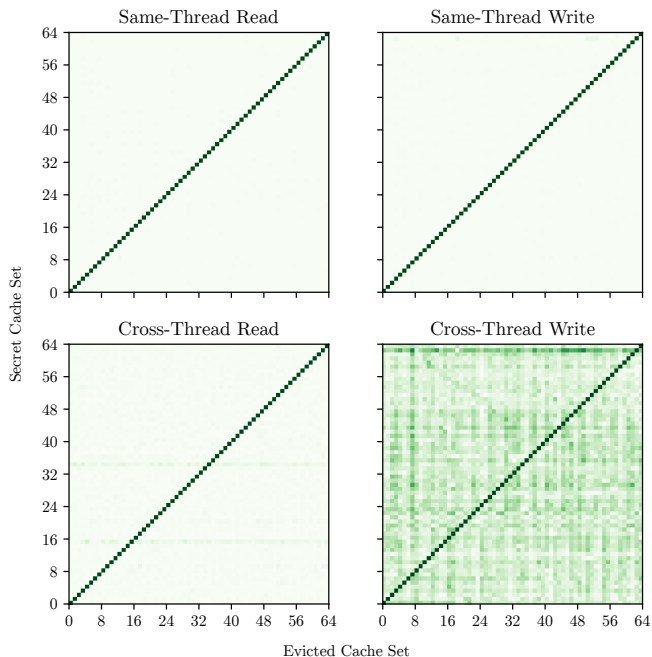 Same-Thread Read
Same-Thread Write
64
56
48
40
32
24
16
8
0
Secret Cache Set
Cross-Thread Read
Cross-Thread Write
64
56
48
40
32
24
16
8
0
0 8 16 24 32 40 48 56 64
0 8 16 24 32 40 48 56 64
Evicted Cache Set